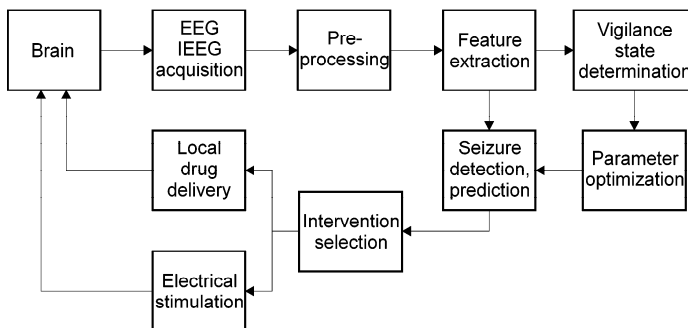 Brain
EEG
IEEG
acquisition
Pre-
processing
Feature
extraction
Vigilance
state
determination
Local
drug
delivery
Seizure
detection,
prediction
Parameter
optimization
Intervention
selection
Electrical
stimulation